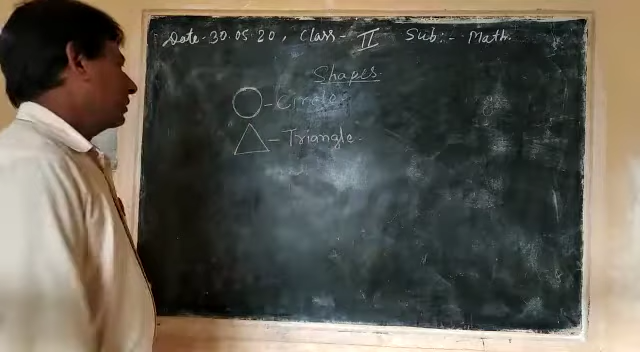 Date-30.05.20, Class- II Sub:- Math.
Shapes
- Circle
- Triangle.